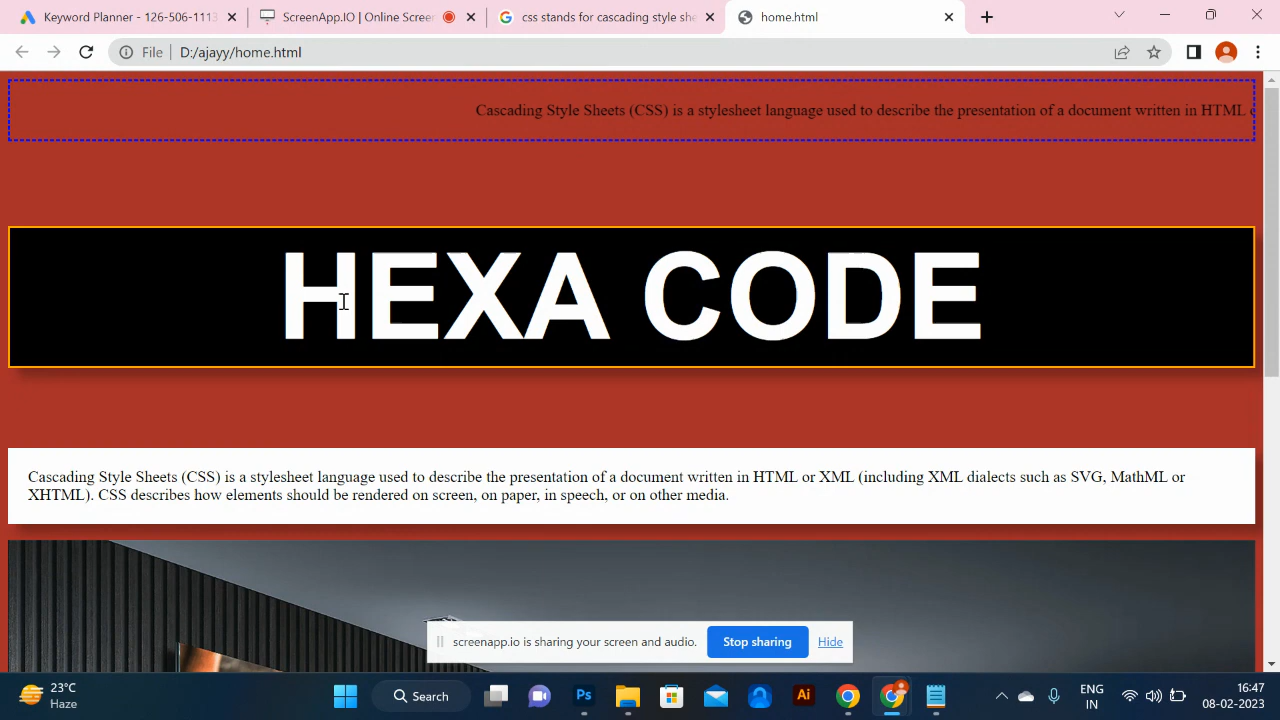 Keyword Planner - 126-506-1113
ScreenApp.IO | Online Screen
css stands for cascading style she
home.html
File
D:/ajayy/home.html
Cascading Style Sheets (CSS) is a stylesheet language used to describe the presentation of a document written in HTML
HEXA CODE
Cascading Style Sheets (CSS) is a stylesheet language used to describe the presentation of a document written in HTML or XML (including XML dialects such as SVG, MathML or
XHTML). CSS describes how elements should be rendered on screen, on paper, in speech, or on other media.
screenapp.io is sharing your screen and audio.
Stop sharing
Hide
23°C
Haze
Search
Ps
Ai
ENG
IN
16:47
08-02-2023